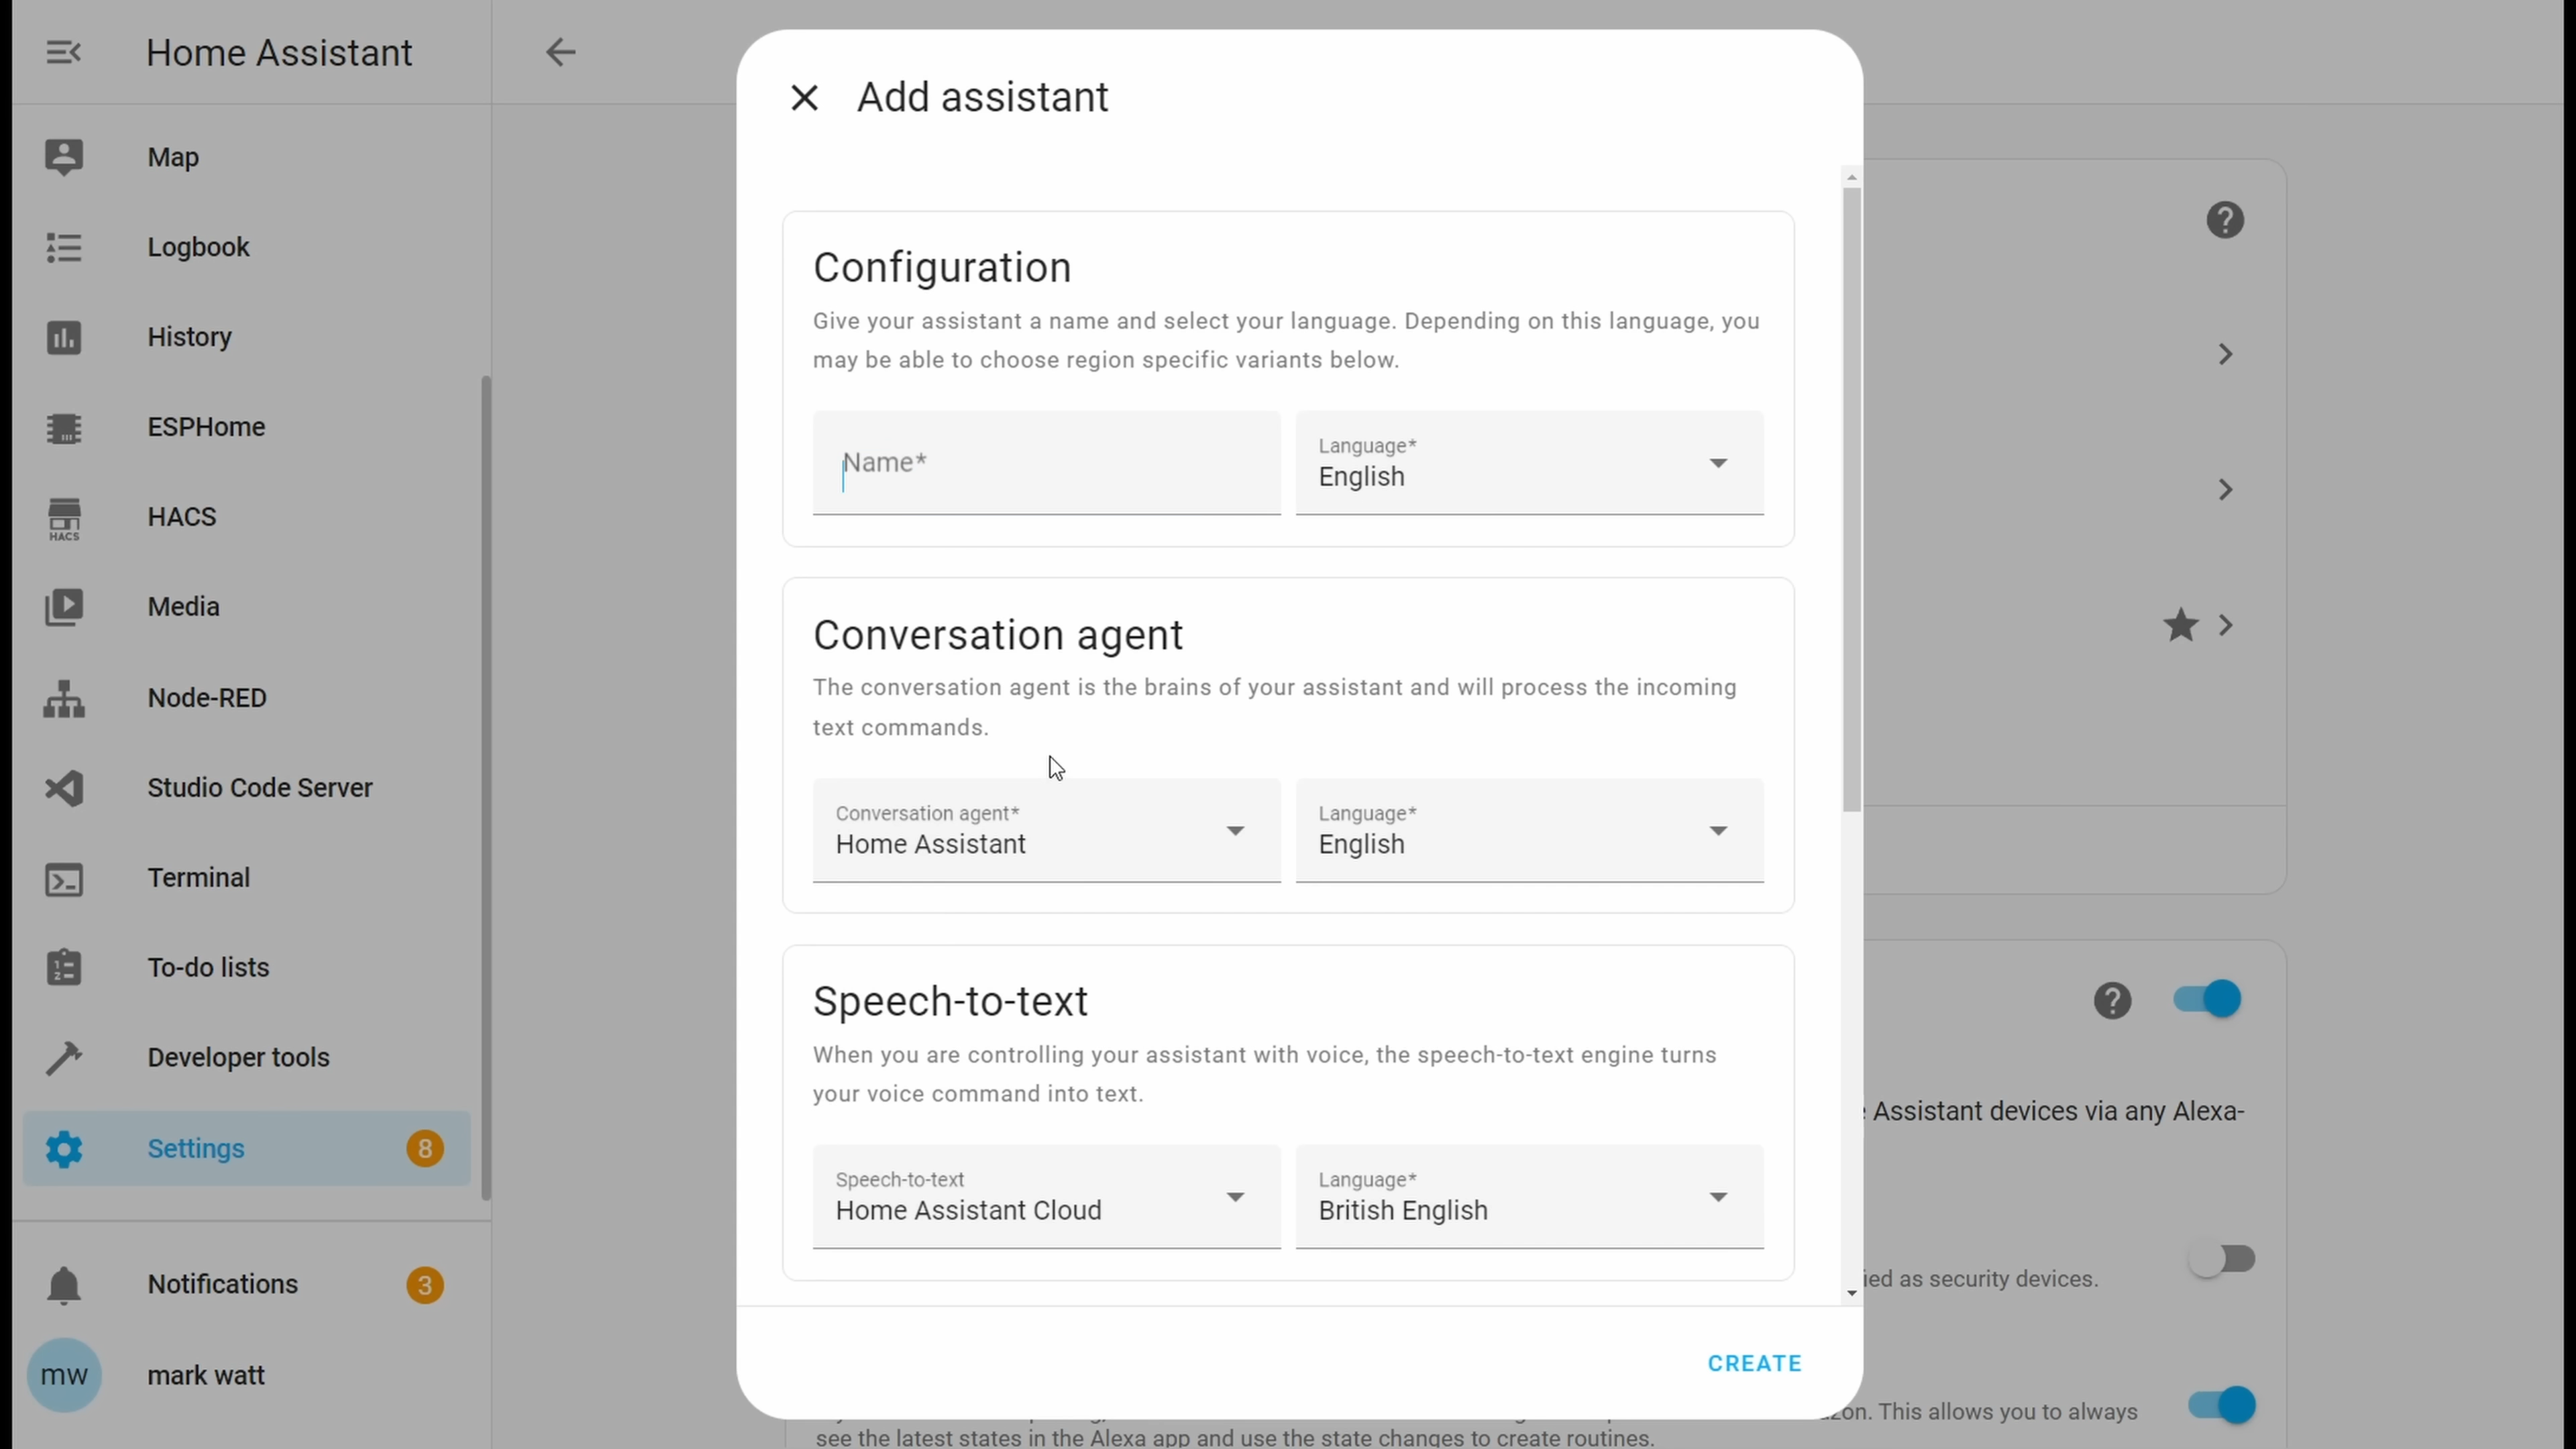 Home Assistant
Map
Logbook
History
ESPHome
HACS
HACS
Media
Node-RED
Studio Code Server
Terminal
To-do lists
Developer tools
Settings
8
Notifications
3
mw
mark watt
Add assistant
Configuration
Give your assistant a name and select your language. Depending on this language, you
may be able to choose region specific variants below.
Name*
Language*
English
Conversation agent
The conversation agent is the brains of your assistant and will process the incoming
text commands.
Conversation agent*
Home Assistant
Language*
English
Speech-to-text
When you are controlling your assistant with voice, the speech-to-text engine turns
your voice command into text.
Speech-to-text
Home Assistant Cloud
Language*
British English
CREATE
Assistant devices via any Alexa-
ied as security devices.
zon. This allows you to always
see the latest states in the Alexa app and use the state changes to create routines.